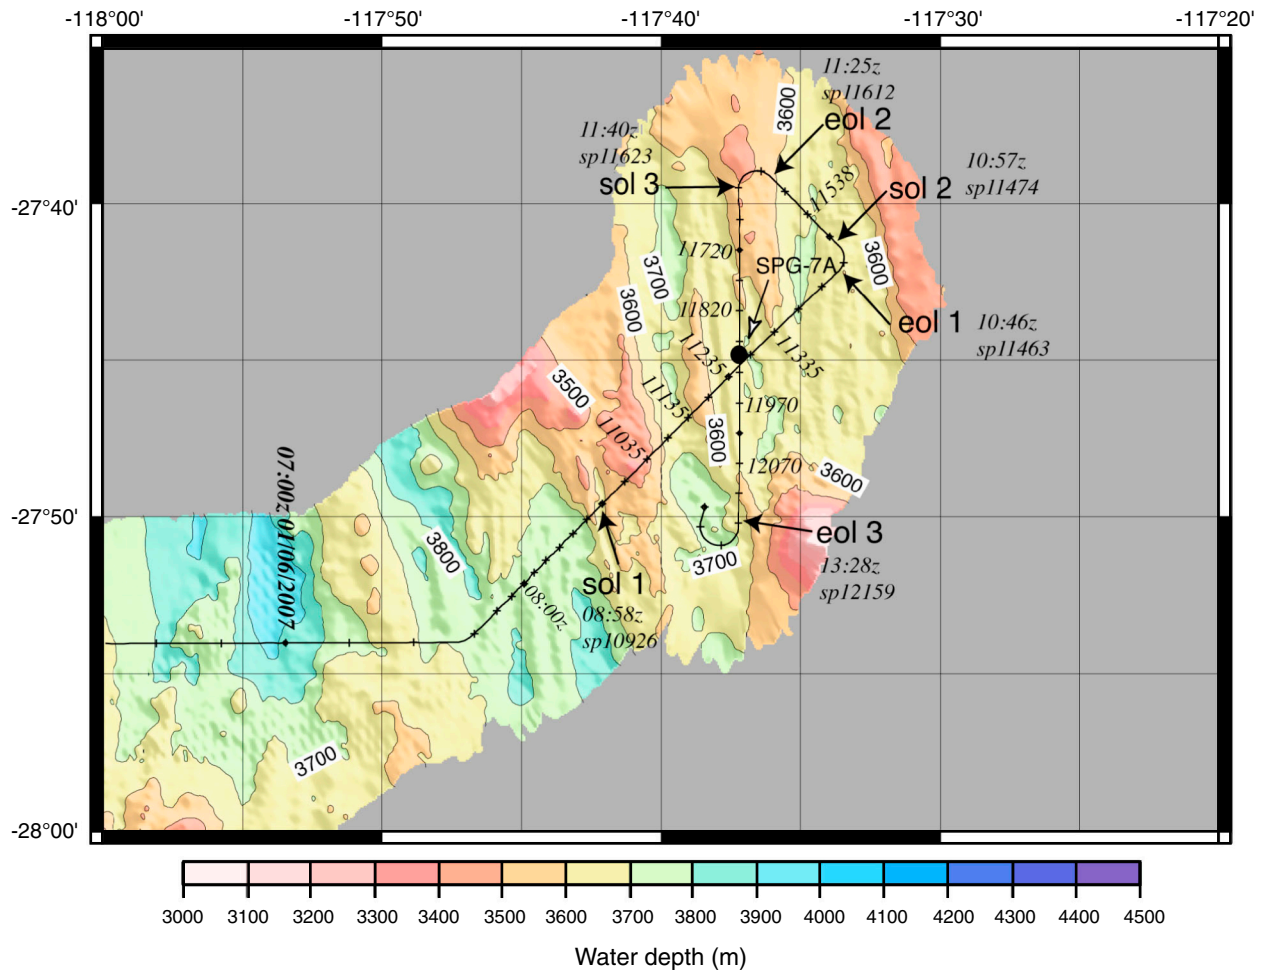 -118°00'
-117°50'
-117°40'
-117°30'
-117°20'
11:25z
sp11612
3600
eol 2
11:40z
sp11623
10:57z
sp11474
sol 3
sol 2
11538
-27°40'
11720
SPG-7A
3600
3700
3600
11820
eol 1
10:46z
sp11463
11235
11335
3500
11135
11970
11035
3600
12070
3600
07:00z 01/06/2007
-27°50'
3800
eol 3
3700
13:28z
sp12159
sol 1
08:00z
08:58z
sp10926
3700
-28°00'
3000 3100 3200 3300 3400 3500 3600 3700 3800 3900 4000 4100 4200 4300 4400 4500
Water depth (m)